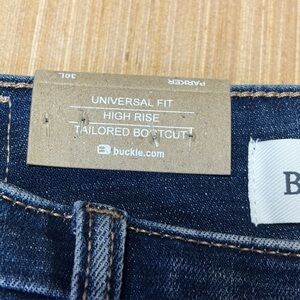 30L PARKER
UNIVERSAL FIT
HIGH RISE
TAILORED BOOTCUT
B buckle.com
B